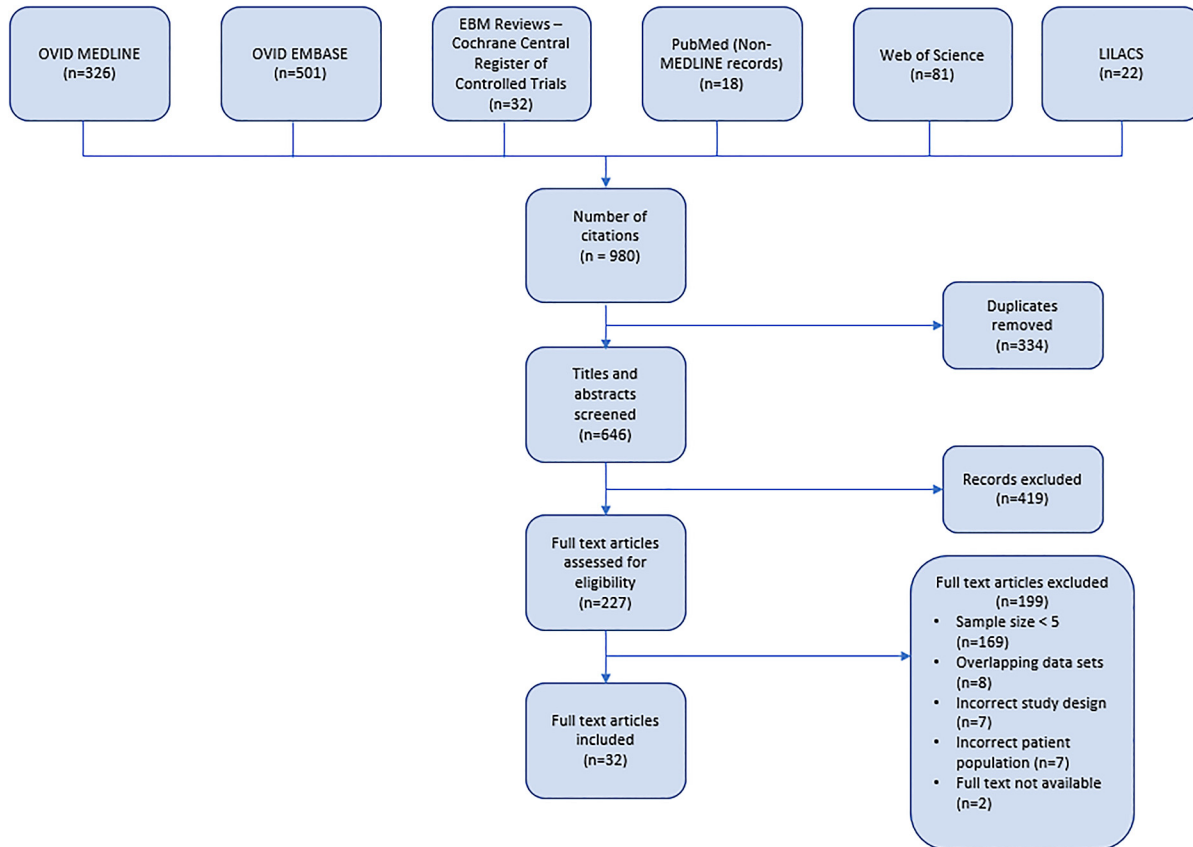 OVID MEDLINE
(n=326)
OVID EMBASE
(n=501)
EBM Reviews –
Cochrane Central
Register of
Controlled Trials
(n=32)
PubMed (Non-
MEDLINE records)
(n=18)
Web of Science
(n=81)
LILACS
(n=22)
Number of
citations
(n = 980)
Duplicates
removed
(n=334)
Titles and
abstracts
screened
(n=646)
Records excluded
(n=419)
Full text articles
assessed for
eligibility
(n=227)
Full text articles excluded
(n=199)
• Sample size < 5
(n=169)
• Overlapping data sets
(n=8)
• Incorrect study design
(n=7)
• Incorrect patient
population (n=7)
• Full text not available
(n=2)
Full text articles
included
(n=32)